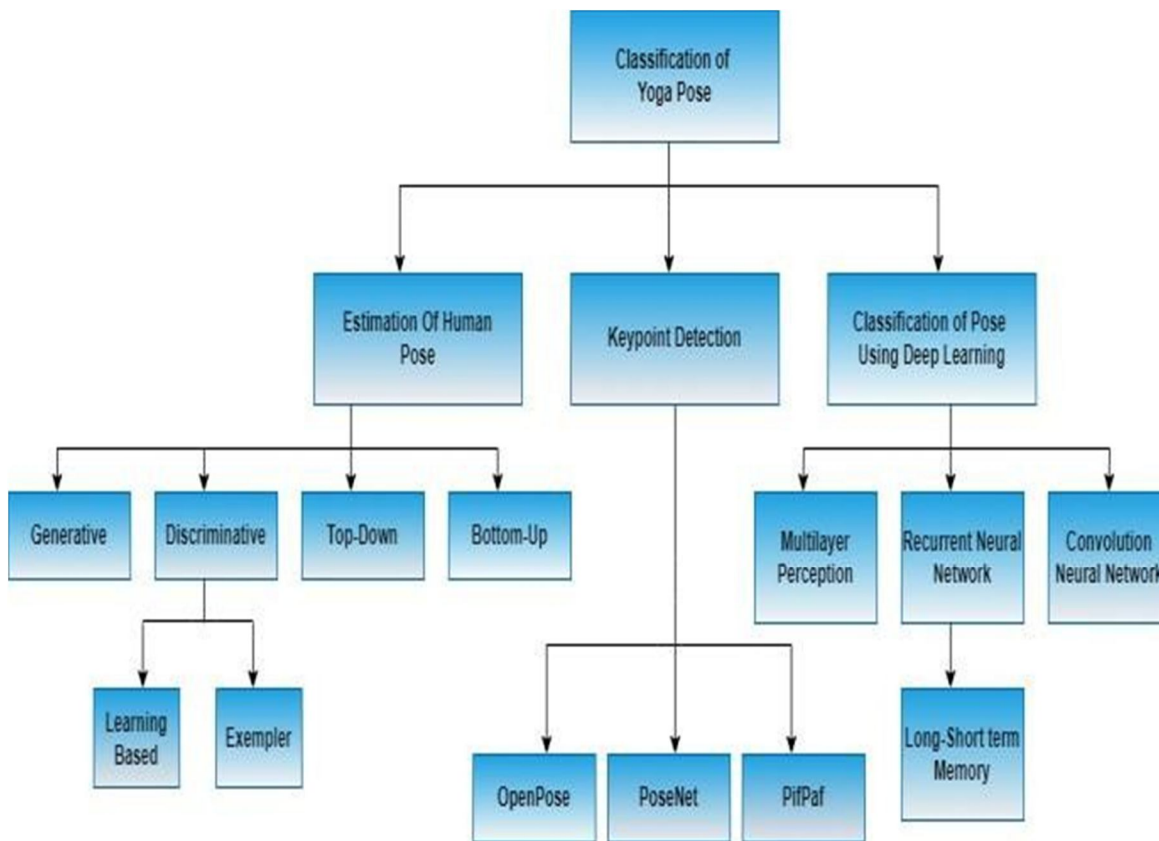 Classification of
Yoga Pose
Estimation Of Human
Pose
Keypoint Detection
Classification of Pose
Using Deep Learning
Generative
Discriminative
Top-Down
Bottom-Up
Multilayer
Perception
Recurrent Neural
Network
Convolution
Neural Network
Learning
Based
Exempler
Long-Short term
Memory
OpenPose
PoseNet
PifPaf